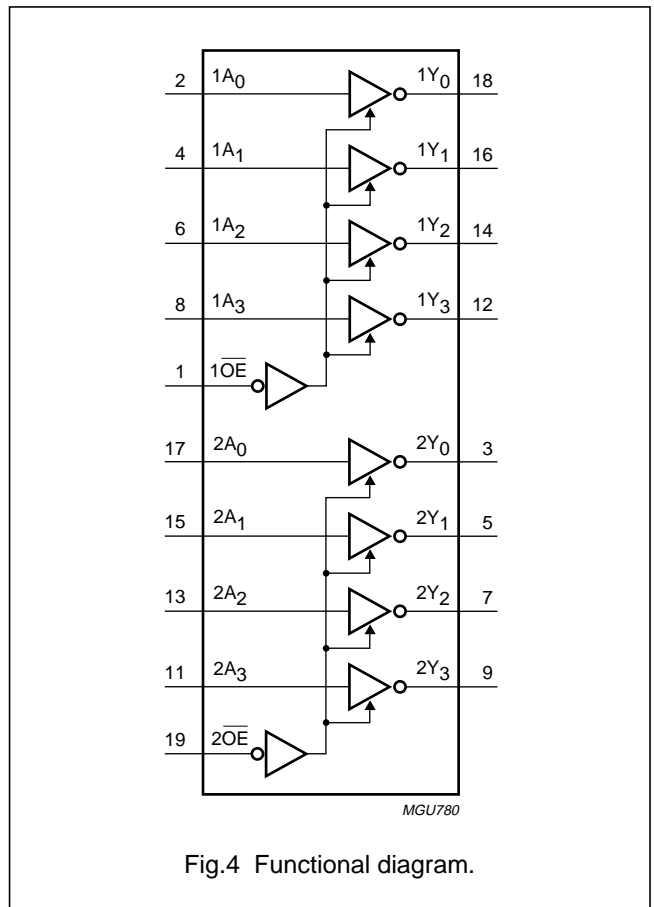 2 1A0 1Y0 18
4 1A1 1Y1 16
6 1A2 1Y2 14
8 1A3 1Y3 12
1 1O̅E̅
17 2A0 2Y0 3
15 2A1 2Y1 5
13 2A2 2Y2 7
11 2A3 2Y3 9
19 2O̅E̅
MGU780
Fig.4 Functional diagram.